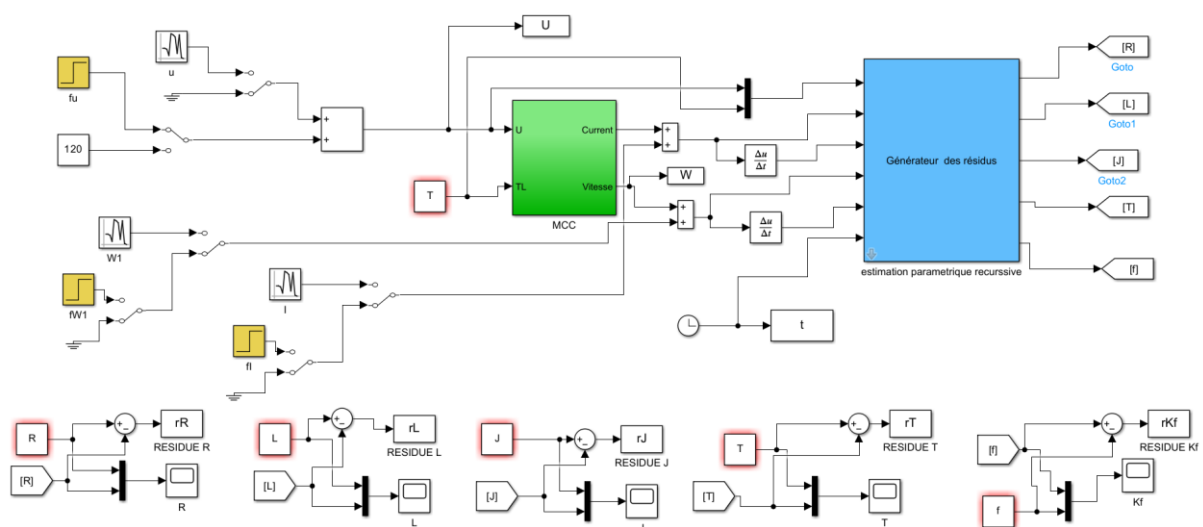 U
u
fu
+
+
120
T
U
TL
Current
Vitesse
MCC
+
+
W
+
+
Δu
Δt
Δu
Δt
Générateur des résidus
estimation parametrique recurssive
[R]
Goto
[L]
Goto1
[J]
Goto2
[T]
[f]
W1
fW1
I
fI
t
R
[R]
+
−
rR
RESIDUE R
R
L
[L]
+
−
rL
RESIDUE L
L
J
[J]
+
−
rJ
RESIDUE J
T
[T]
+
−
rT
RESIDUE T
T
[f]
f
+
−
rKf
RESIDUE Kf
Kf